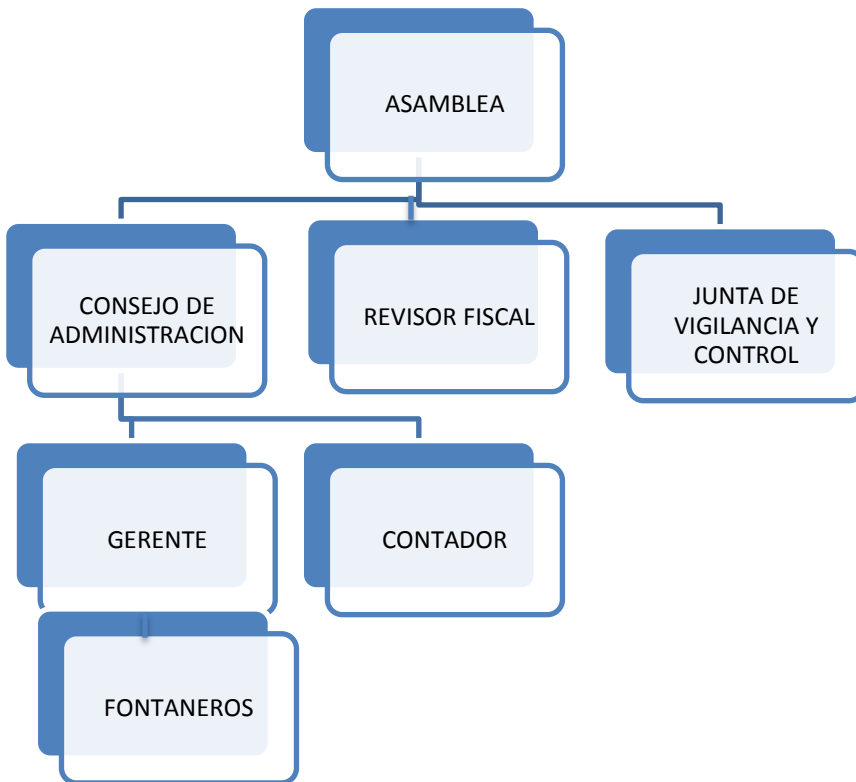 ASAMBLEA
CONSEJO DE
ADMINISTRACION
REVISOR FISCAL
JUNTA DE
VIGILANCIA Y
CONTROL
GERENTE
CONTADOR
FONTANEROS